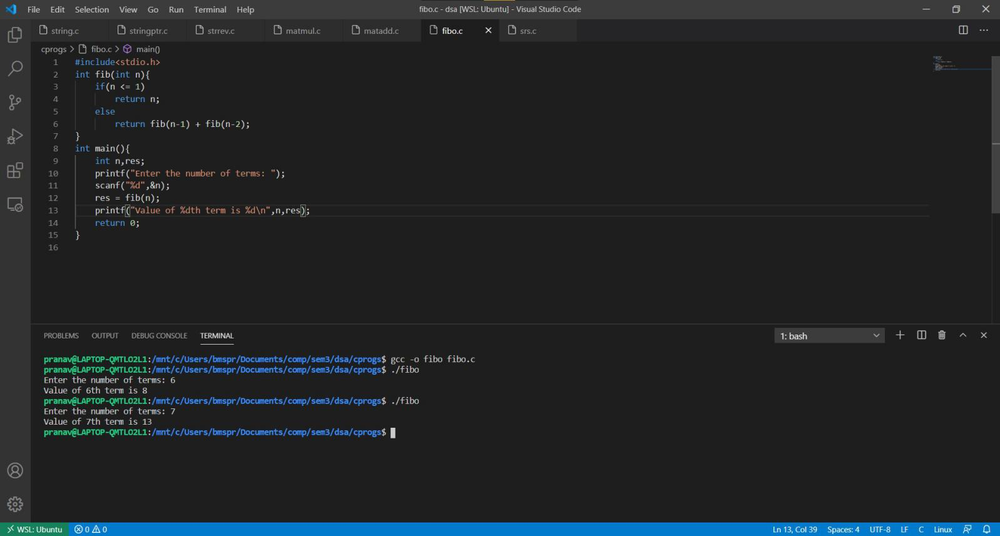 File Edit Selection View Go Run Terminal Help
fibo.c - dsa [WSL: Ubuntu] - Visual Studio Code
string.c stringptr.c strrev.c matmul.c matadd.c fibo.c srs.c
cprogs > fibo.c > main()
1 #include<stdio.h>
2 int fib(int n){
3 if(n <= 1)
4 return n;
5 else
6 return fib(n-1) + fib(n-2);
7 }
8 int main(){
9 int n,res;
10 printf("Enter the number of terms: ");
11 scanf("%d",&n);
12 res = fib(n);
13 printf("Value of %dth term is %d\n",n,res);
14 return 0;
15 }
16
PROBLEMS OUTPUT DEBUG CONSOLE TERMINAL
1: bash
pranav@LAPTOP-QMTLO2L1:/mnt/c/Users/bmspr/Documents/comp/sem3/dsa/cprogs$ gcc -o fibo fibo.c
pranav@LAPTOP-QMTLO2L1:/mnt/c/Users/bmspr/Documents/comp/sem3/dsa/cprogs$ ./fibo
Enter the number of terms: 6
Value of 6th term is 8
pranav@LAPTOP-QMTLO2L1:/mnt/c/Users/bmspr/Documents/comp/sem3/dsa/cprogs$ ./fibo
Enter the number of terms: 7
Value of 7th term is 13
pranav@LAPTOP-QMTLO2L1:/mnt/c/Users/bmspr/Documents/comp/sem3/dsa/cprogs$
WSL: Ubuntu 0 0 Ln 13, Col 39 Spaces: 4 UTF-8 LF C Linux